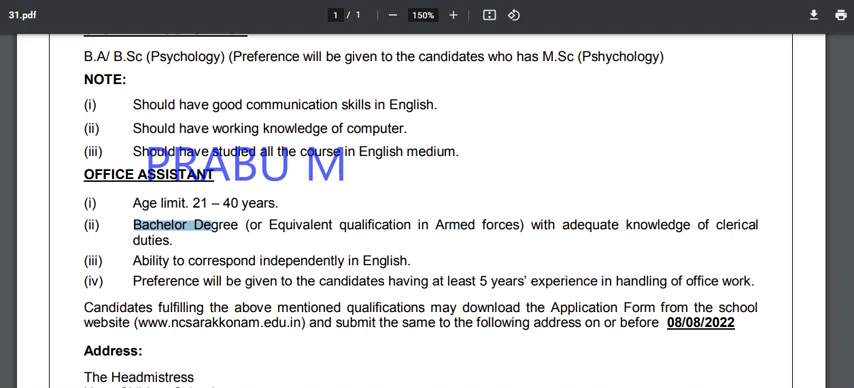 31.pdf
1 / 1
150%
B.A/ B.Sc (Psychology) (Preference will be given to the candidates who has M.Sc (Pshychology)
NOTE:
(i) Should have good communication skills in English.
(ii) Should have working knowledge of computer.
(iii) Should have studied all the course in English medium.
PRABU M
OFFICE ASSISTANT
(i) Age limit. 21 – 40 years.
(ii) Bachelor Degree (or Equivalent qualification in Armed forces) with adequate knowledge of clerical
duties.
(iii) Ability to correspond independently in English.
(iv) Preference will be given to the candidates having at least 5 years' experience in handling of office work.
Candidates fulfilling the above mentioned qualifications may download the Application Form from the school
website (www.ncsarakkonam.edu.in) and submit the same to the following address on or before 08/08/2022
Address:
The Headmistress